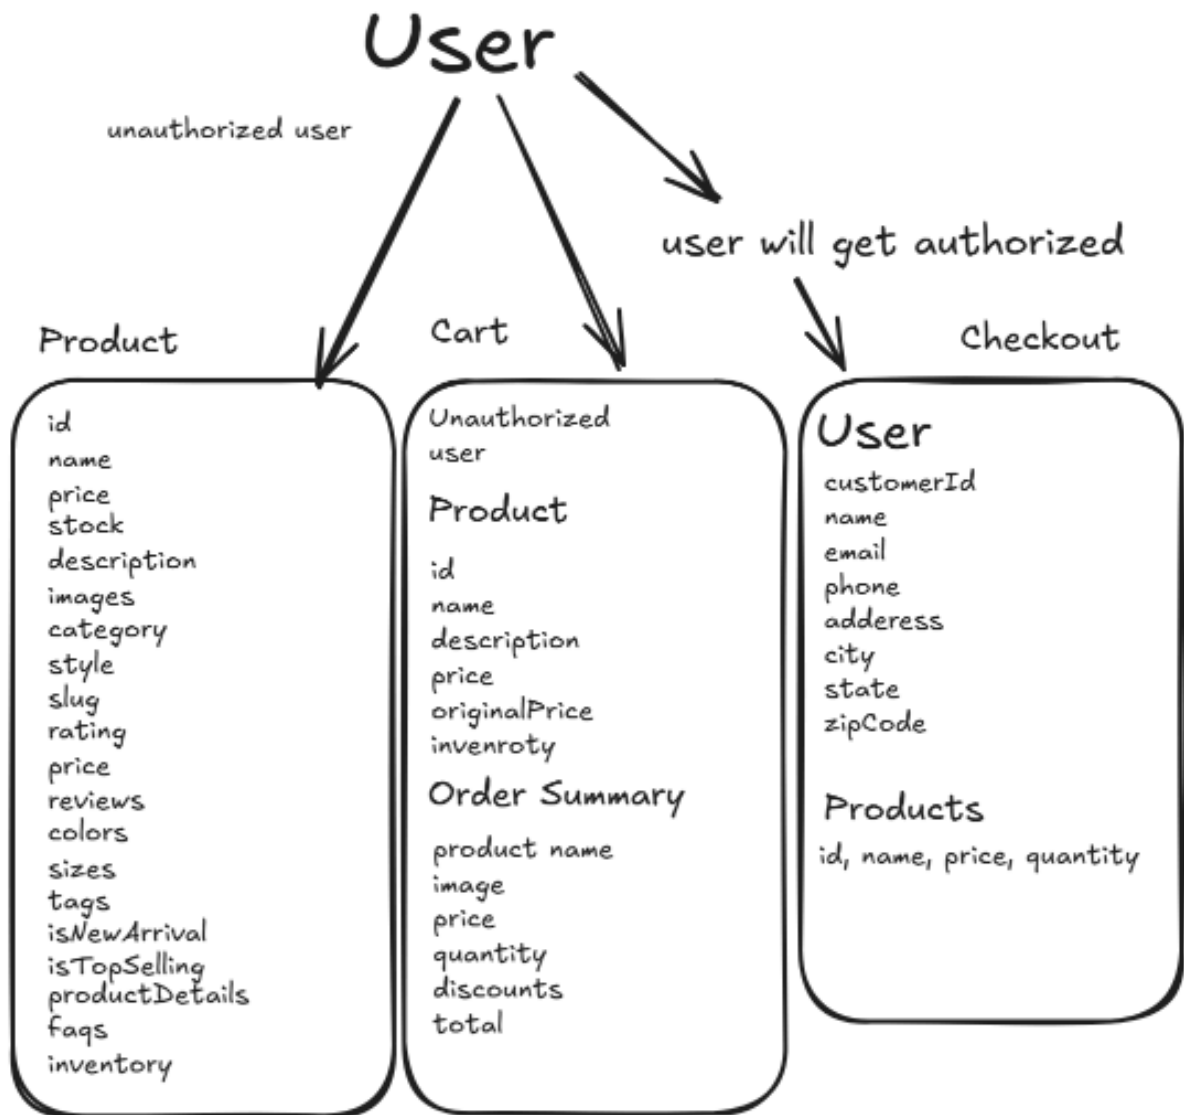 User
unauthorized user
user will get authorized
Product
id
name
price
stock
description
images
category
style
slug
rating
price
reviews
colors
sizes
tags
isNewArrival
isTopSelling
productDetails
faqs
inventory
Cart
Unauthorized
user
Product
id
name
description
price
originalPrice
invenroty
Order Summary
product name
image
price
quantity
discounts
total
Checkout
User
customerId
name
email
phone
adderess
city
state
zipCode
Products
id, name, price, quantity